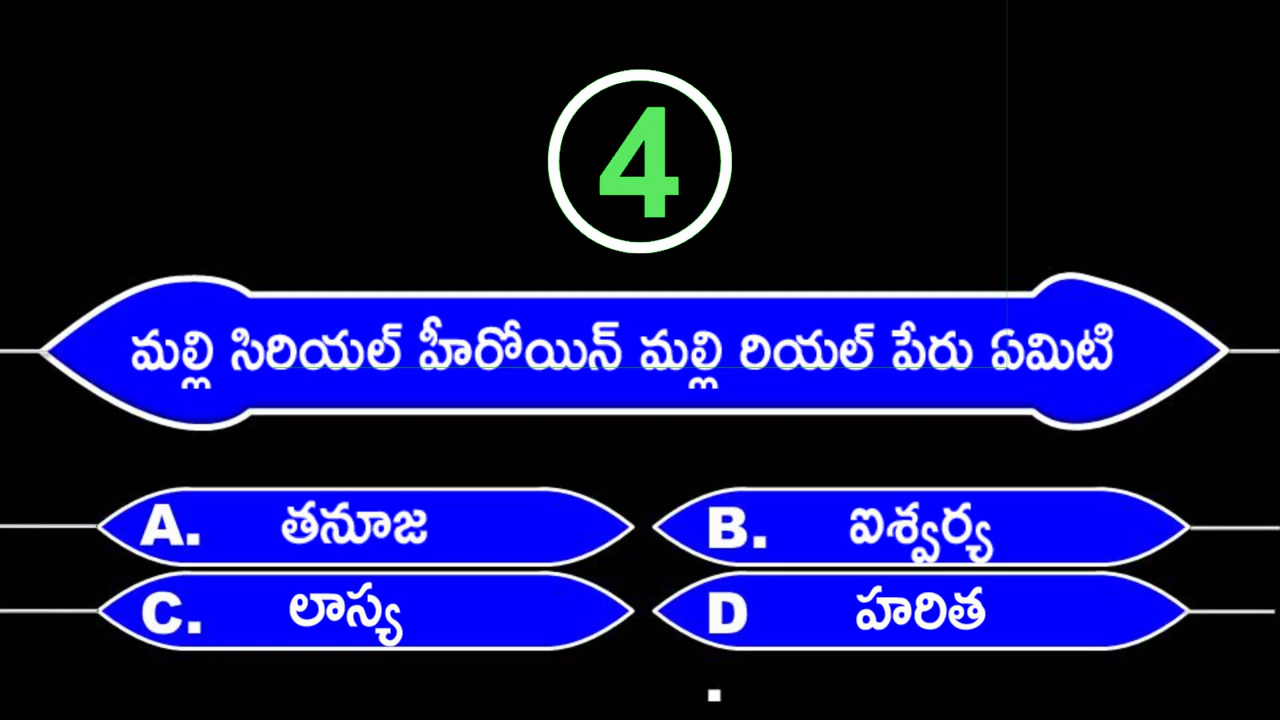 4
మల్లి సిరియల్ హీరోయిన్ మల్లి రియల్ పేరు ఏమిటి
A. తనూజ
B. ఐశ్వర్య
C. లాస్య
D హరిత
.